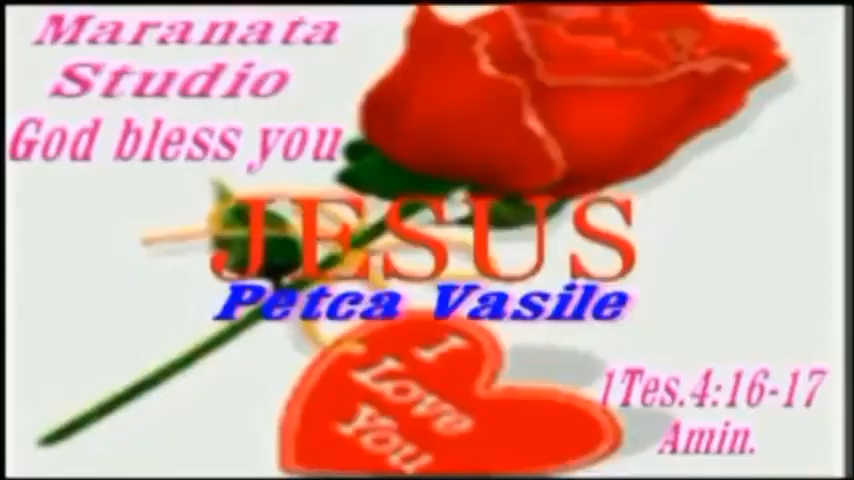 Maranata
Studio
God bless you
JESUS
Petca Vasile
I
Love
You
1Tes.4:16-17
Amin.